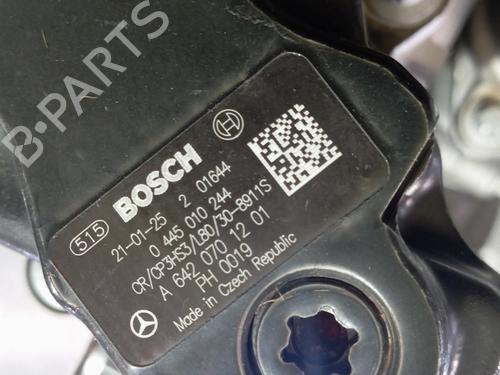 BOSCH
515
21-01-25 2 01644
0 445 010 244
CR/CP3HS3/L80/30-8911S
A 642 070 12 01
PH 0019
Made in Czech Republic
B-PARTS